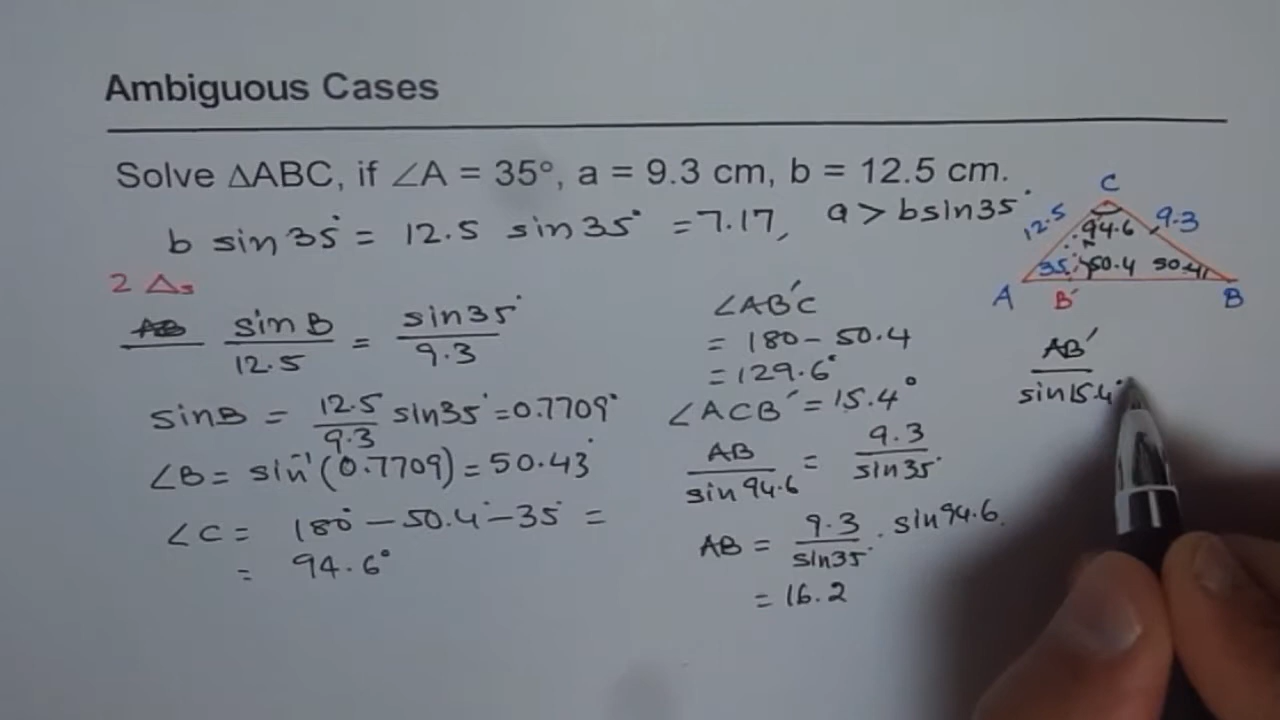 Ambiguous Cases
Solve ΔABC, if ∠A = 35°, a = 9.3 cm, b = 12.5 cm.
b sin 35° = 12.5 sin 35° = 7.17, a > b sin 35°
2 Δs
sin B / 12.5 = sin 35° / 9.3
sin B = 12.5 / 9.3 sin 35° = 0.7709°
∠B = sin⁻¹ (0.7709) = 50.43°
∠C = 180° − 50.4° − 35° =
= 94.6°
∠AB'C
= 180 − 50.4
= 129.6°
∠ACB' = 15.4°
AB / sin 94.6° = 9.3 / sin 35°
AB = 9.3 / sin 35° · sin 94.6°
= 16.2
C
12.5
9.3
94.6
35°
50.4
50.4
A
B'
B
AB' / sin 15.4°